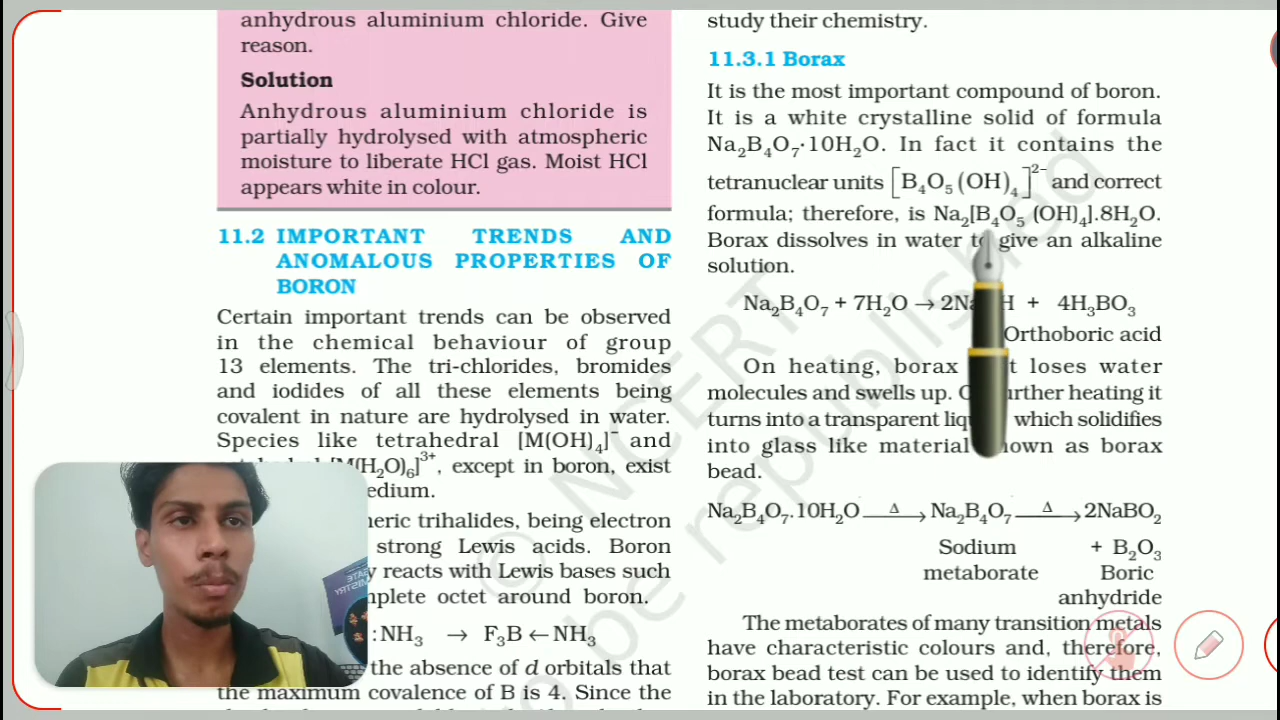 anhydrous aluminium chloride. Give
reason.
Solution
Anhydrous aluminium chloride is
partially hydrolysed with atmospheric
moisture to liberate HCl gas. Moist HCl
appears white in colour.
11.2 IMPORTANT TRENDS AND
ANOMALOUS PROPERTIES OF
BORON
Certain important trends can be observed
in the chemical behaviour of group
13 elements. The tri-chlorides, bromides
and iodides of all these elements being
covalent in nature are hydrolysed in water.
Species like tetrahedral [M(OH)₄]⁻ and
[M(H₂O)₆]³⁺, except in boron, exist
edium.
neric trihalides, being electron
strong Lewis acids. Boron
y reacts with Lewis bases such
nplete octet around boron.
:NH₃ → F₃B ← NH₃
the absence of d orbitals that
the maximum covalence of B is 4. Since the
study their chemistry.
11.3.1 Borax
It is the most important compound of boron.
It is a white crystalline solid of formula
Na₂B₄O₇·10H₂O. In fact it contains the
tetranuclear units [B₄O₅(OH)₄]²⁻ and correct
formula; therefore, is Na₂[B₄O₅ (OH)₄].8H₂O.
Borax dissolves in water to give an alkaline
solution.
Na₂B₄O₇ + 7H₂O → 2Na H + 4H₃BO₃
Orthoboric acid
On heating, borax t loses water
molecules and swells up. O urther heating it
turns into a transparent liq which solidifies
into glass like material nown as borax
bead.
Na₂B₄O₇.10H₂O —Δ→ Na₂B₄O₇ —Δ→ 2NaBO₂
Sodium + B₂O₃
metaborate Boric
anhydride
The metaborates of many transition metals
have characteristic colours and, therefore,
borax bead test can be used to identify them
in the laboratory. For example, when borax is
© NCERT
be republished